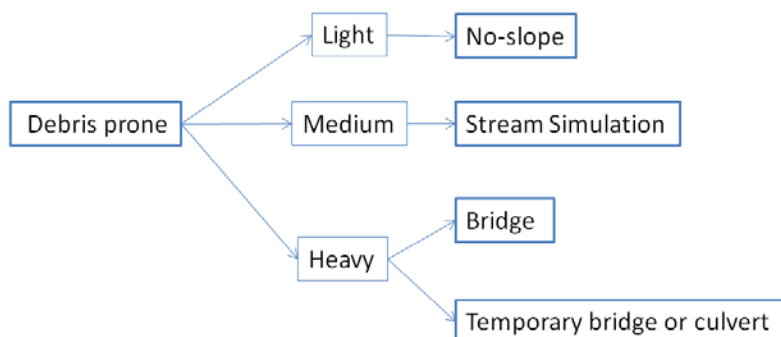 Light
No-slope
Debris prone
Medium
Stream Simulation
Bridge
Heavy
Temporary bridge or culvert